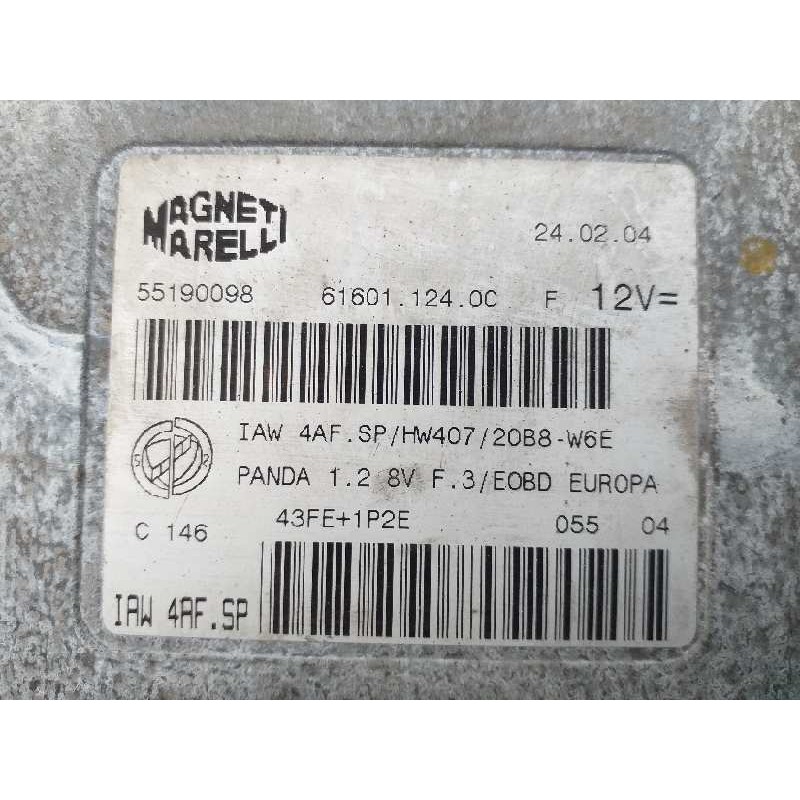 MAGNETI
MARELLI
24.02.04
55190098 61601.124.0C F 12V=
IAW 4AF.SP/HW407/20B8-W6E
S 2
PANDA 1.2 8V F.3/EOBD EUROPA
C 146 43FE+1P2E 055 04
IAW 4AF.SP